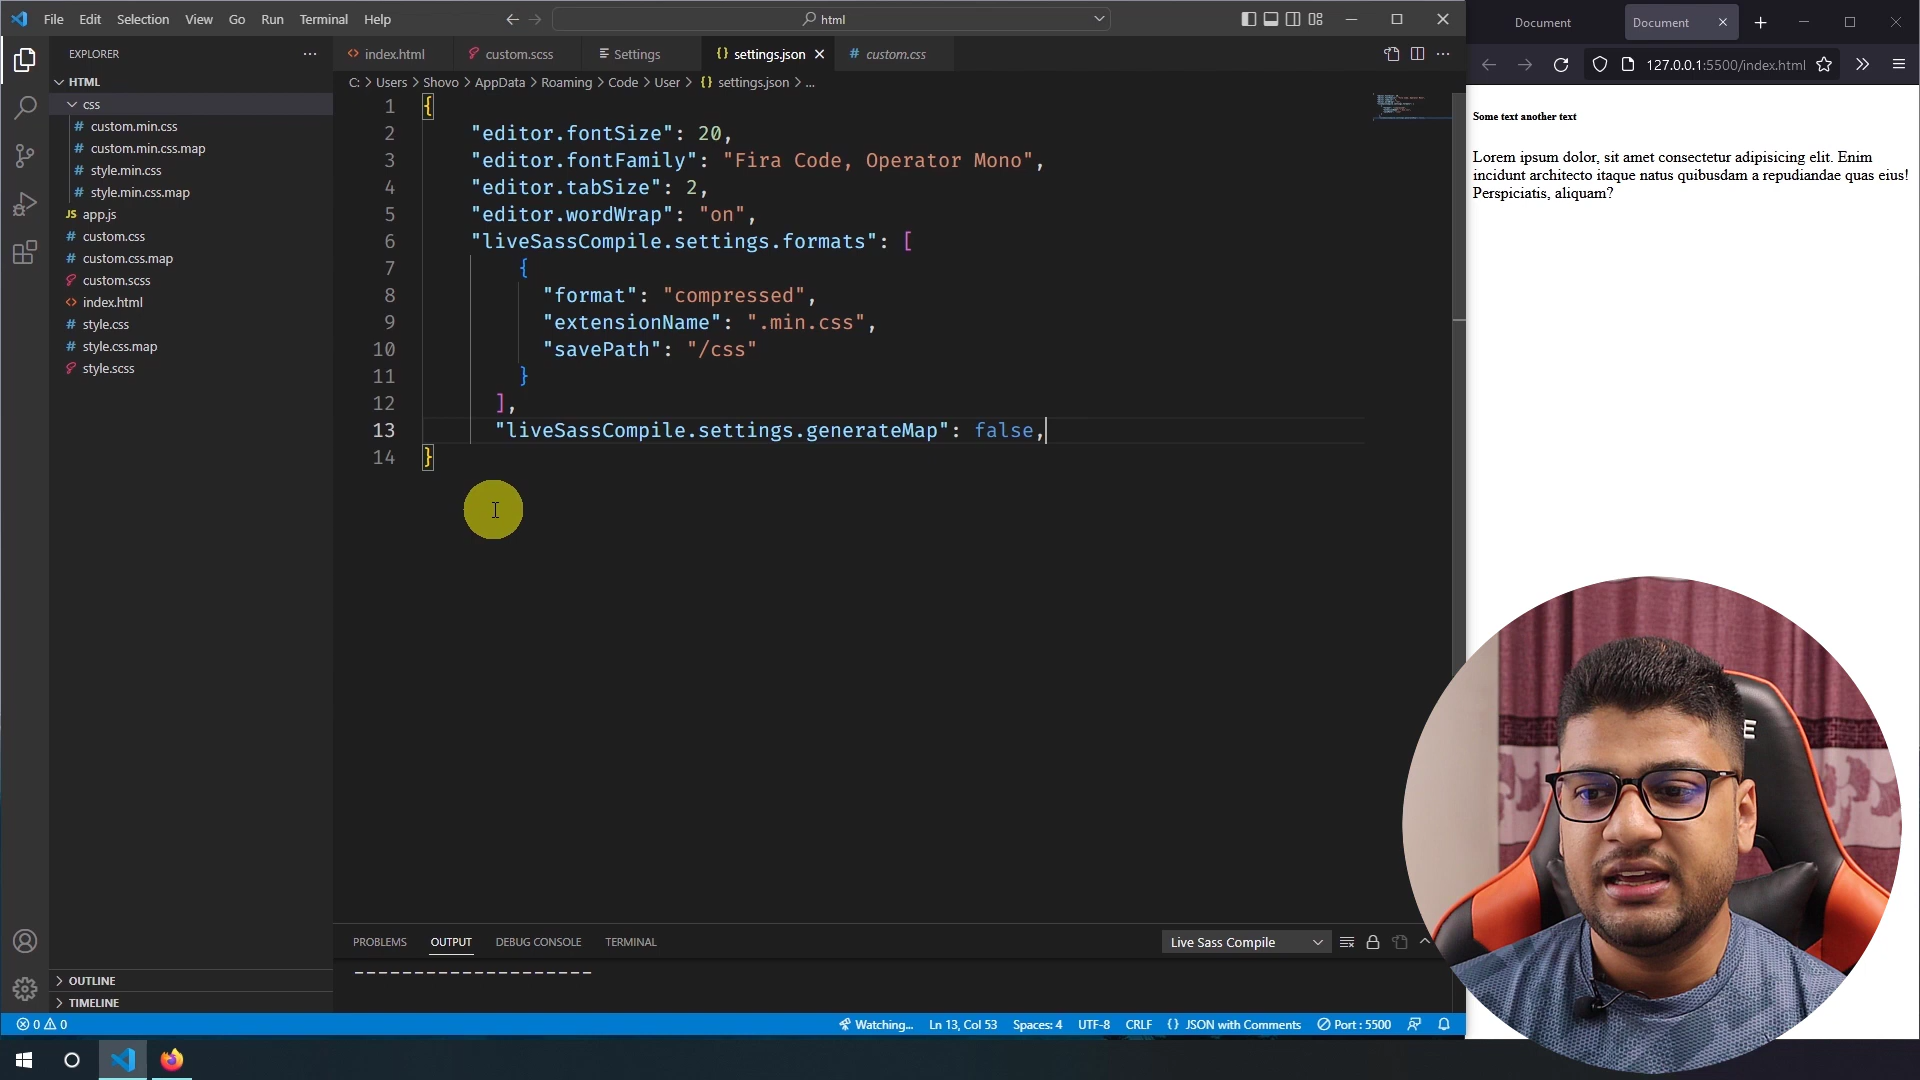 File Edit Selection View Go Run Terminal Help
html
Document
Document
127.0.0.1:5500/index.html
EXPLORER
index.html
custom.scss
Settings
settings.json
custom.css
C: > Users > Shovo > AppData > Roaming > Code > User > {} settings.json > ...
HTML
css
custom.min.css
custom.min.css.map
style.min.css
style.min.css.map
JS app.js
custom.css
custom.css.map
custom.scss
index.html
style.css
style.css.map
style.scss
OUTLINE
TIMELINE
1 {
2 "editor.fontSize": 20,
3 "editor.fontFamily": "Fira Code, Operator Mono",
4 "editor.tabSize": 2,
5 "editor.wordWrap": "on",
6 "liveSassCompile.settings.formats": [
7 {
8 "format": "compressed",
9 "extensionName": ".min.css",
10 "savePath": "/css"
11 }
12 ],
13 "liveSassCompile.settings.generateMap": false,
14 }
Some text another text
Lorem ipsum dolor, sit amet consectetur adipisicing elit. Enim
incidunt architecto itaque natus quibusdam a repudiandae quas eius!
Perspiciatis, aliquam?
PROBLEMS OUTPUT DEBUG CONSOLE TERMINAL
Live Sass Compile
--------------------
0 0
Watching...
Ln 13, Col 53
Spaces: 4
UTF-8
CRLF
{} JSON with Comments
Port : 5500